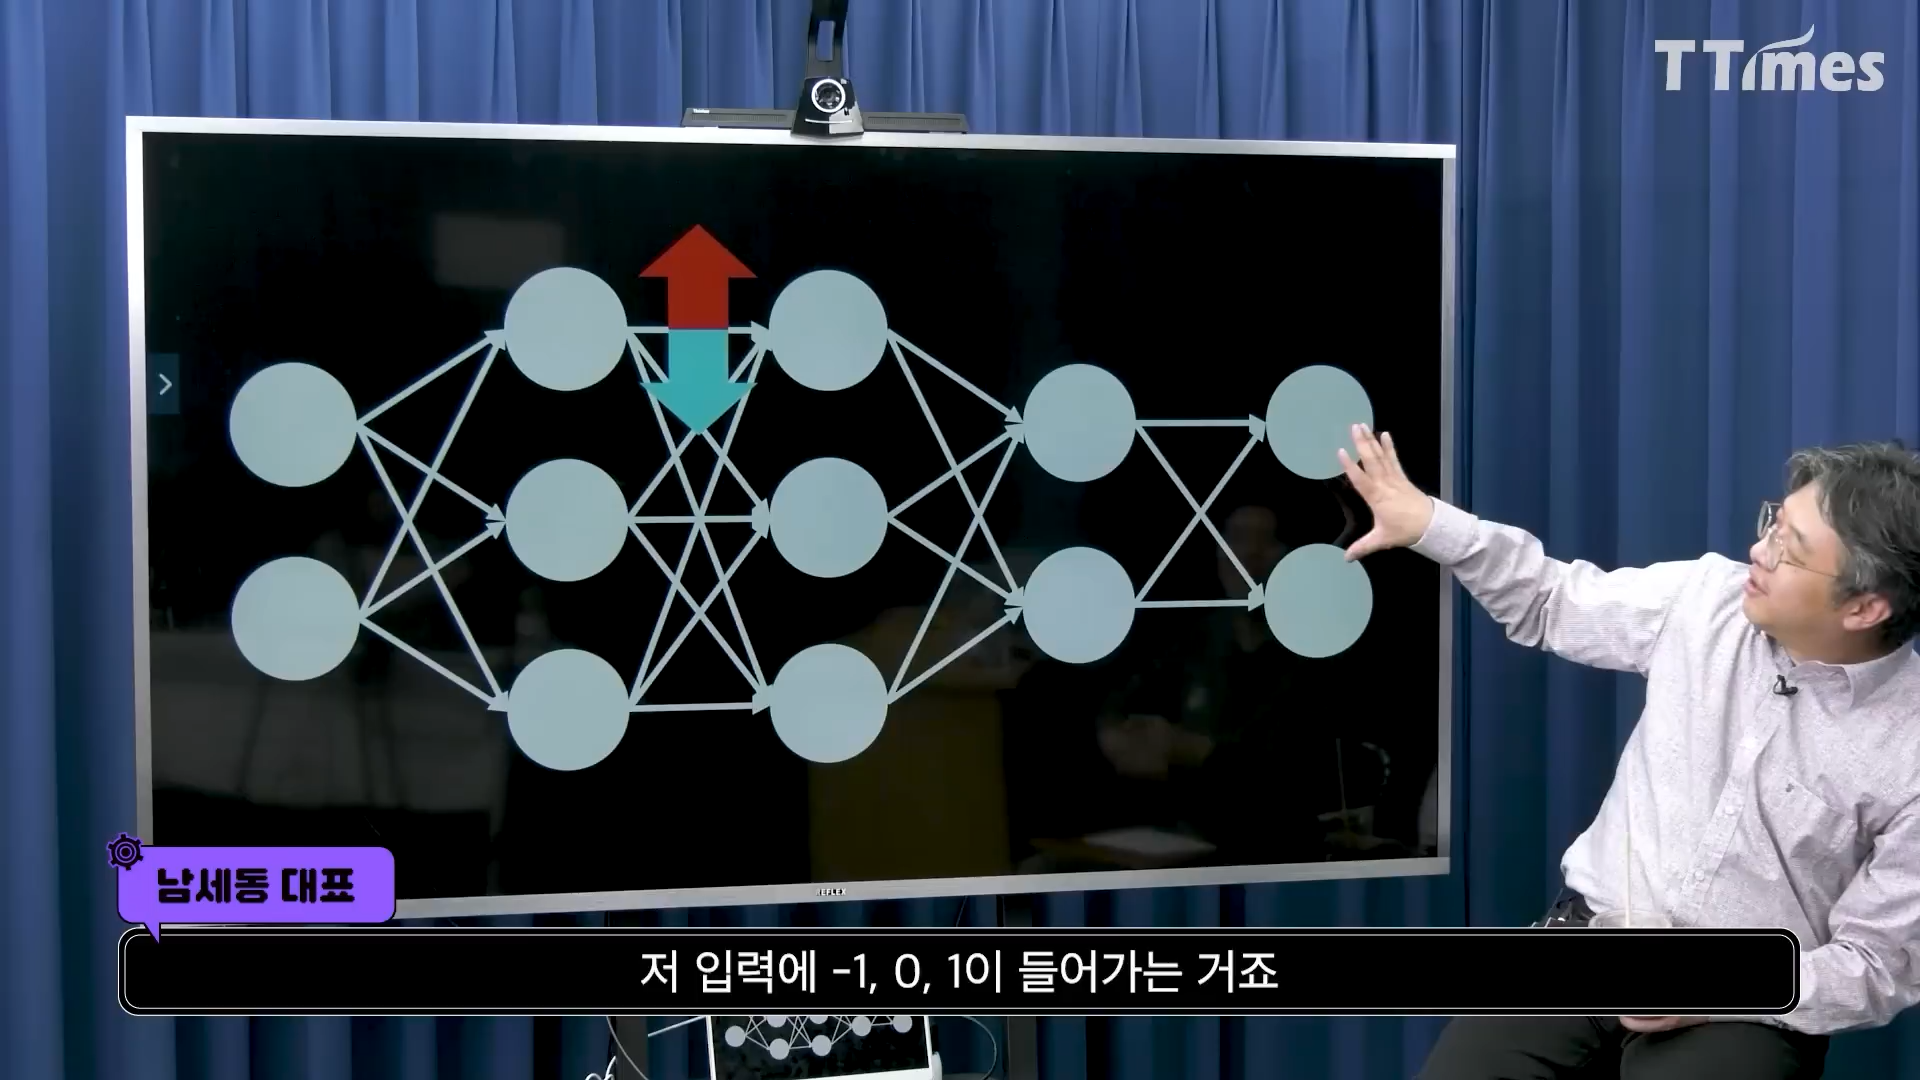 TTimes
REFLEX
남세동 대표
저 입력에 -1, 0, 1이 들어가는 거죠